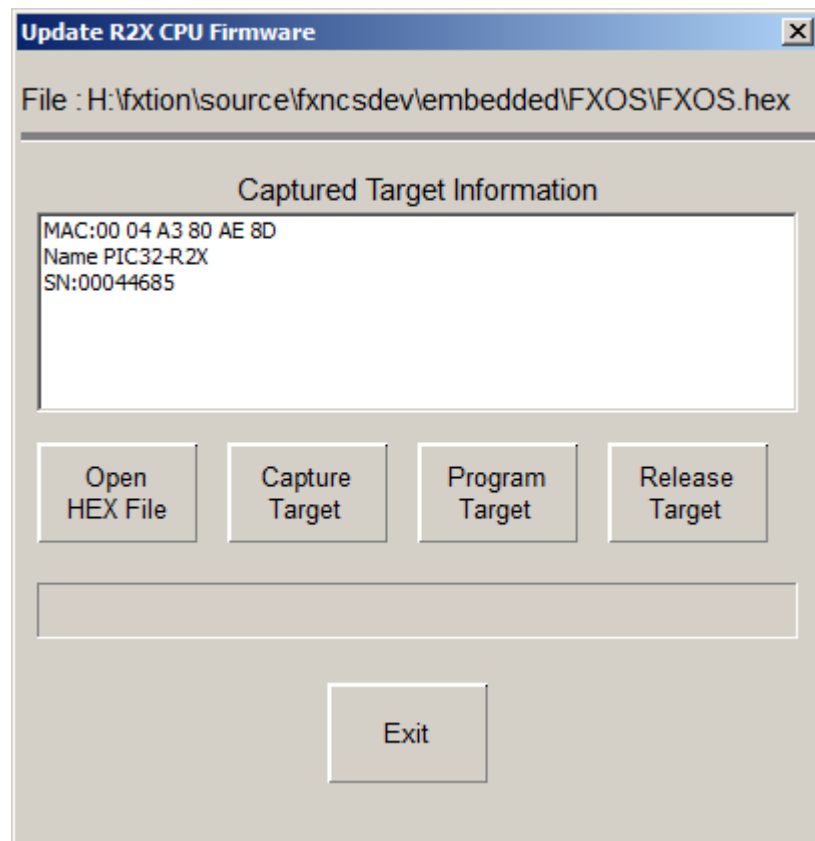 Update R2X CPU Firmware
File : H:\fxtion\source\fxncsdev\embedded\FXOS\FXOS.hex
Captured Target Information
MAC:00 04 A3 80 AE 8D
Name PIC32-R2X
SN:00044685
Open
HEX File
Capture
Target
Program
Target
Release
Target
Exit